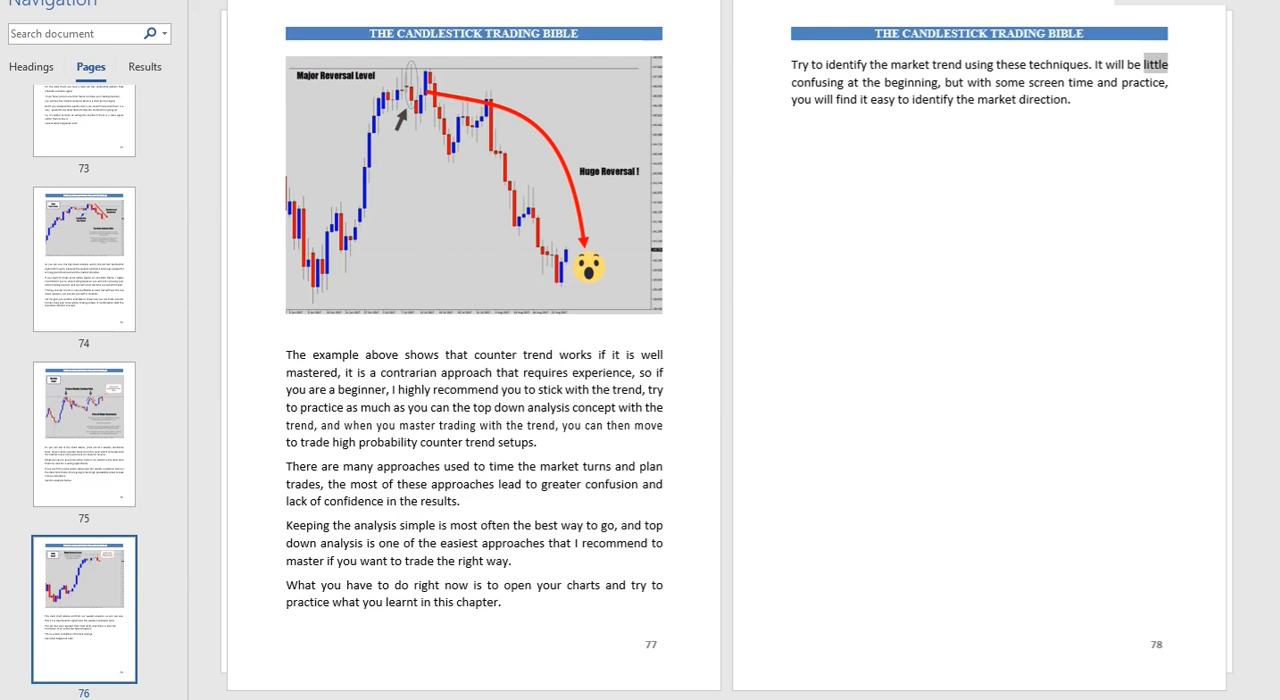 Navigation
Search document
Headings Pages Results
73
74
75
76
THE CANDLESTICK TRADING BIBLE
Major Reversal Level
Huge Reversal !
The example above shows that counter trend works if it is well
mastered, it is a contrarian approach that requires experience, so if
you are a beginner, I highly recommend you to stick with the trend, try
to practice as much as you can the top down analysis concept with the
trend, and when you master trading with the trend, you can then move
to trade high probability counter trend setups.
There are many approaches used to time the market turns and plan
trades, the most of these approaches lead to greater confusion and
lack of confidence in the results.
Keeping the analysis simple is most often the best way to go, and top
down analysis is one of the easiest approaches that I recommend to
master if you want to trade the right way.
What you have to do right now is to open your charts and try to
practice what you learnt in this chapter.
77
THE CANDLESTICK TRADING BIBLE
Try to identify the market trend using these techniques. It will be little
confusing at the beginning, but with some screen time and practice,
you will find it easy to identify the market direction.
78